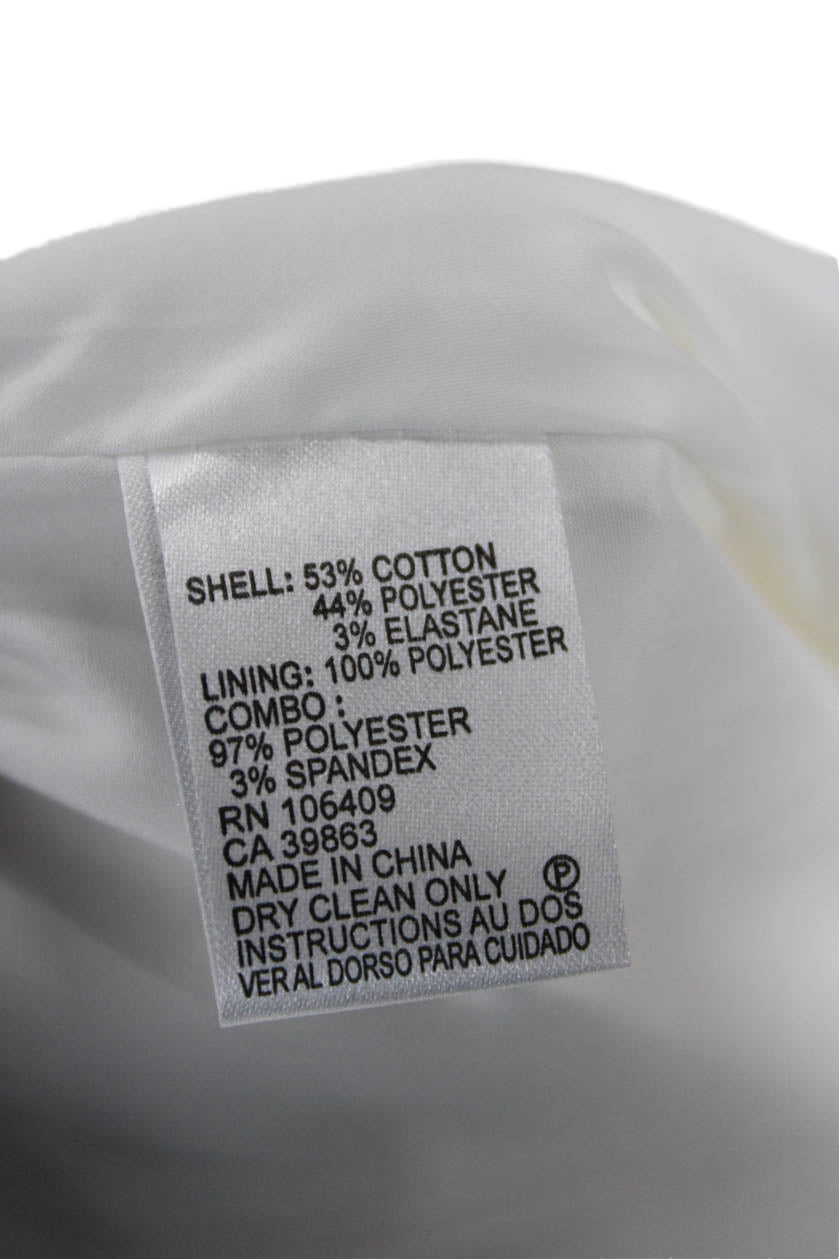 SHELL: 53% COTTON
44% POLYESTER
3% ELASTANE
LINING: 100% POLYESTER
COMBO :
97% POLYESTER
3% SPANDEX
RN 106409
CA 39863
MADE IN CHINA
DRY CLEAN ONLY Ⓟ
INSTRUCTIONS AU DOS
VER AL DORSO PARA CUIDADO